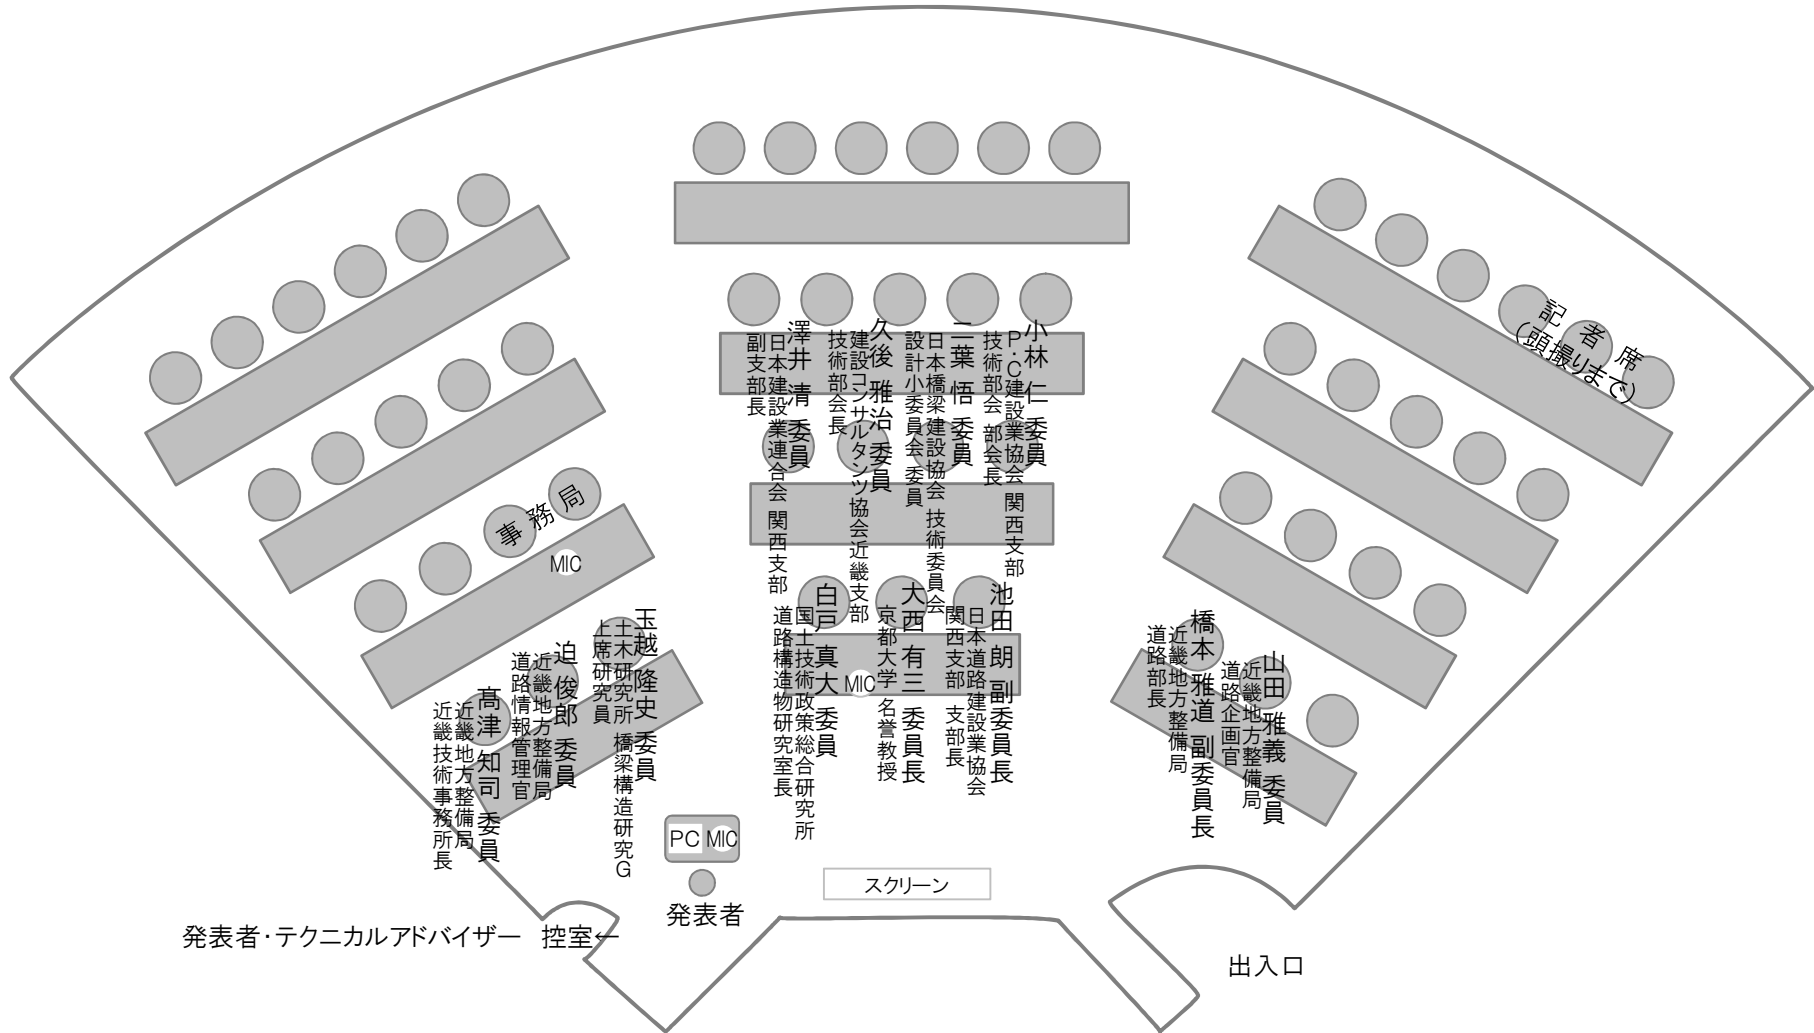 記 者 席
（頭撮りまで）
小林 仁 委員
P・C建設業協会 関西支部
技術部会 部会長
二葉 悟 委員
日本橋梁建設協会 技術委員会
設計小委員会 委員
久後 雅治 委員
建設コンサルタンツ協会近畿支部
技術部会長
澤井 清 委員
日本建設業連合会 関西支部
副支部長
事 務 局
MIC
池田 朗 副委員長
日本道路建設業協会
関西支部 支部長
大西 有三 委員長
京都大学 名誉教授
MIC
白戸 真大 委員
国土技術政策総合研究所
道路構造物研究室長
山田 雅義 委員
近畿地方整備局
道路企画官
橋本 雅道 副委員長
近畿地方整備局
道路部長
玉越 隆史 委員
土木研究所 橋梁構造研究G
上席研究員
迫 俊郎 委員
近畿地方整備局
道路情報管理官
髙津 知司 委員
近畿地方整備局
近畿技術事務所長
PC MIC
スクリーン
発表者
発表者・テクニカルアドバイザー 控室←
出入口